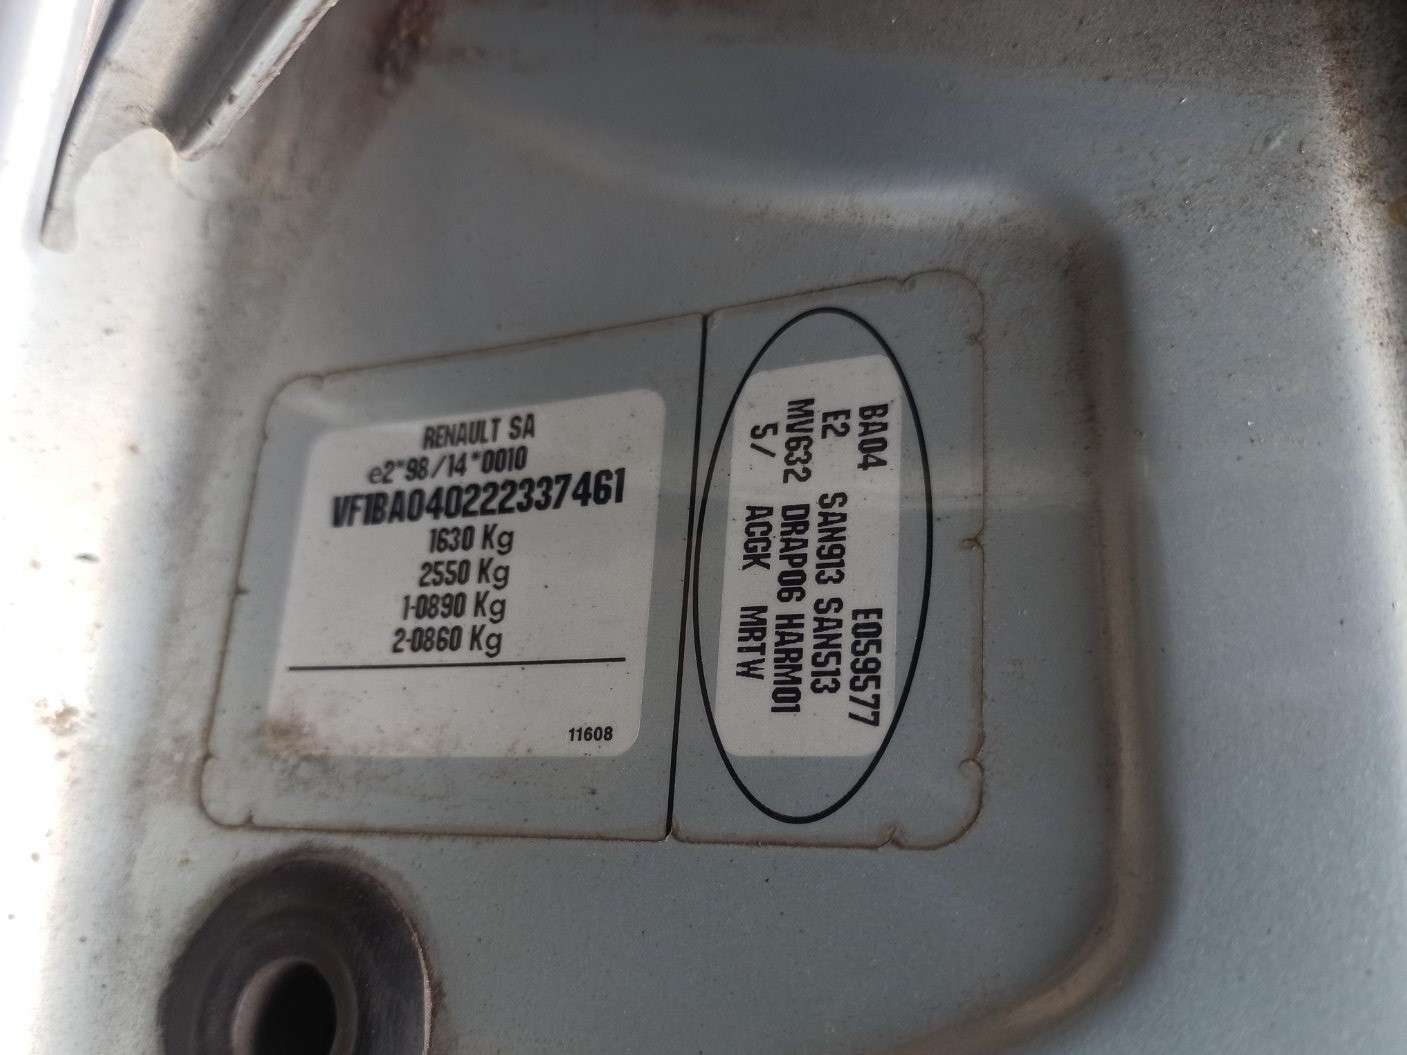 RENAULT SA
e2*98/14*0010
VF1BA040222337461
1630 Kg
2550 Kg
1-0890 Kg
2-0860 Kg
11608
BA04 E059577
E2 SAN913 SAN513
MV632 DRAP06 HARM01
5/ ACGK MRTW